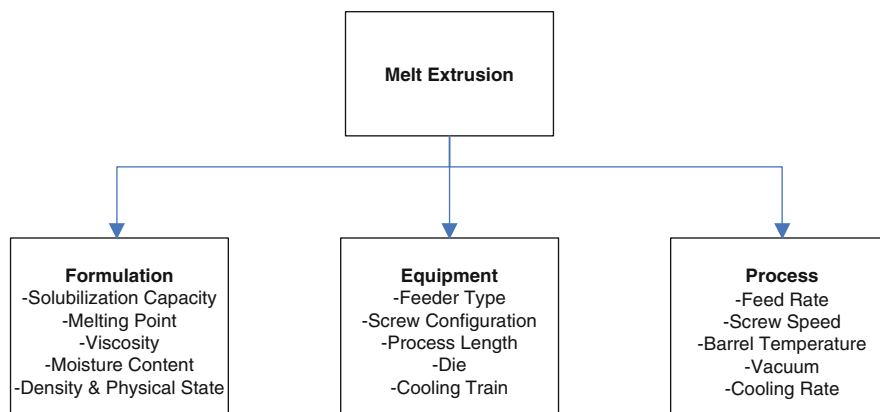 Melt Extrusion
Formulation
-Solubilization Capacity
-Melting Point
-Viscosity
-Moisture Content
-Density & Physical State
Equipment
-Feeder Type
-Screw Configuration
-Process Length
-Die
-Cooling Train
Process
-Feed Rate
-Screw Speed
-Barrel Temperature
-Vacuum
-Cooling Rate